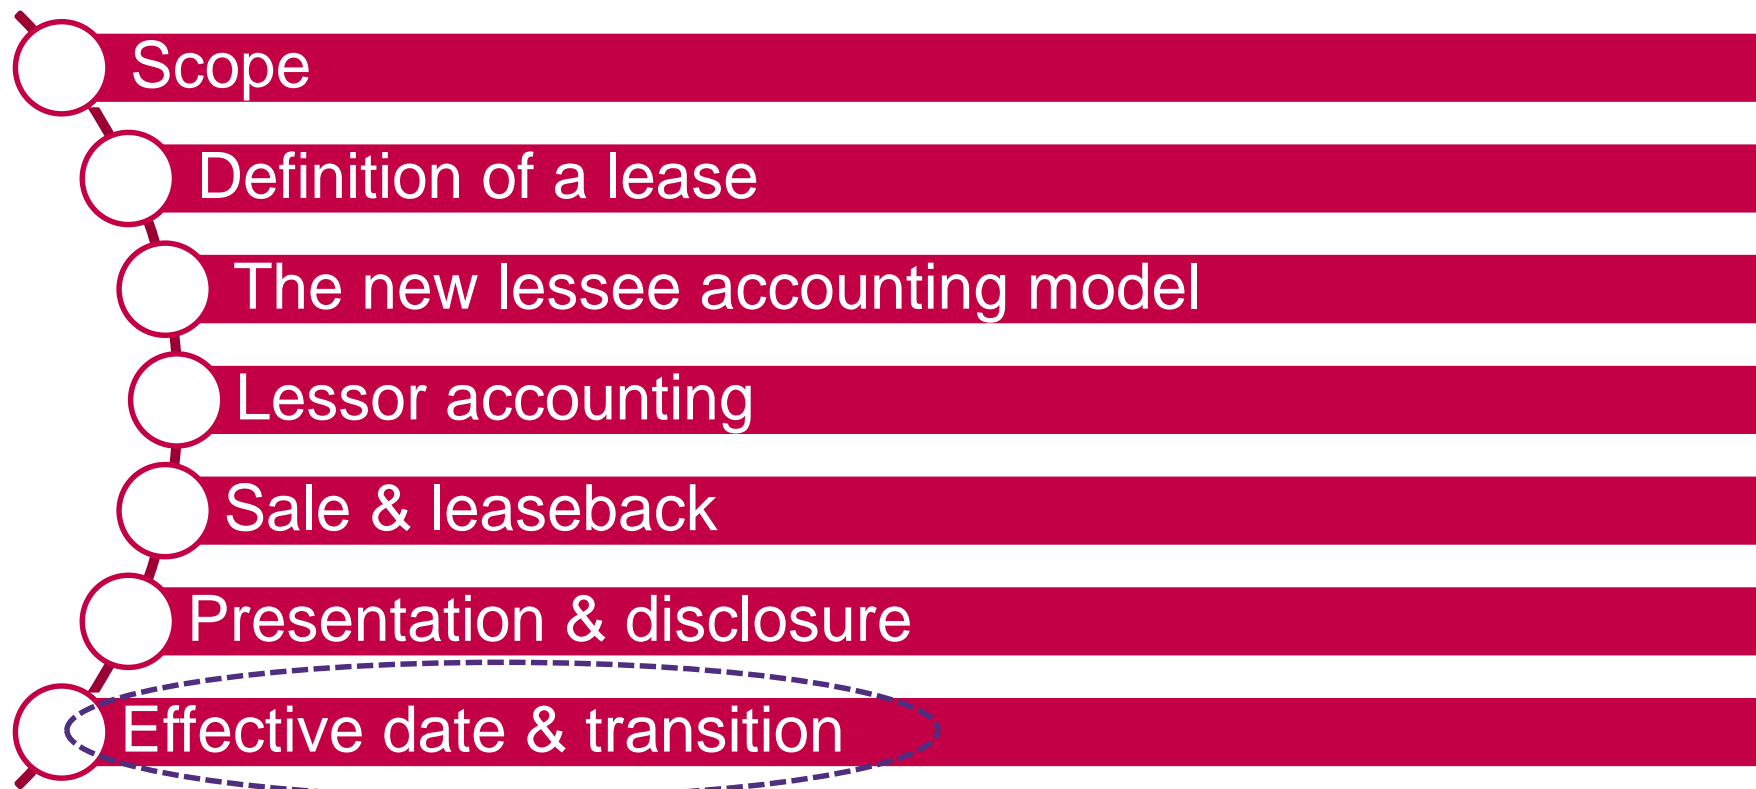 Scope
Definition of a lease
The new lessee accounting model
Lessor accounting
Sale & leaseback
Presentation & disclosure
Effective date & transition